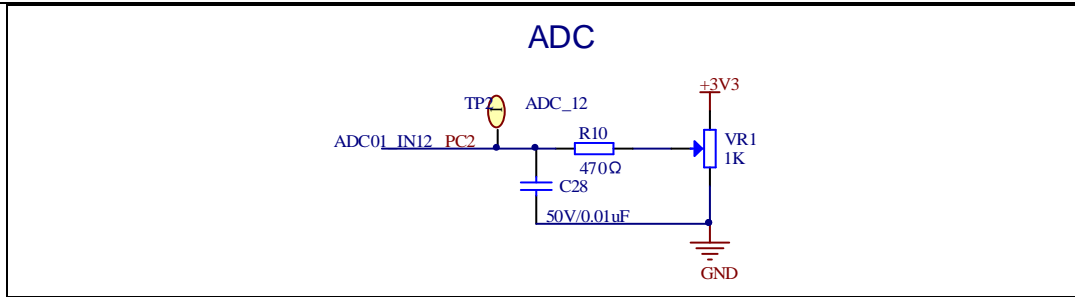 ADC
+3V3
TP2 ADC_12
ADC01_IN12 PC2
R10
VR1
1K
470Ω
C28
50V/0.01uF
GND